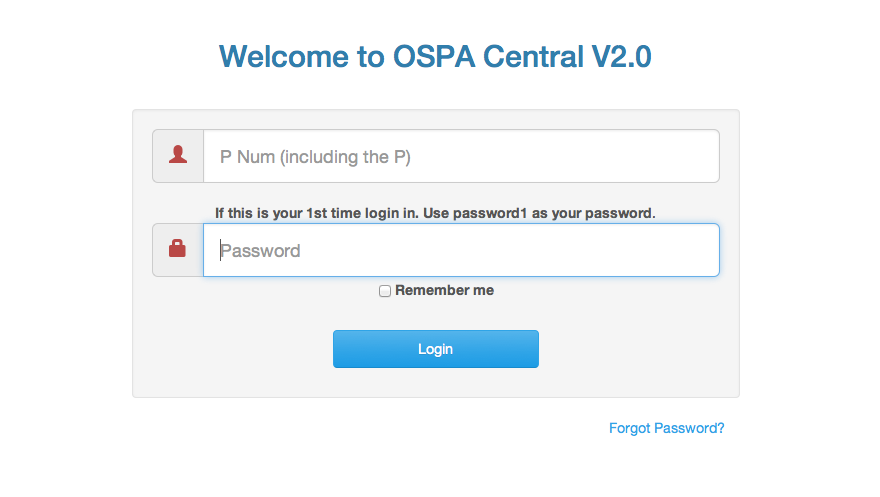 Welcome to OSPA Central V2.0
P Num (including the P)
If this is your 1st time login in. Use password1 as your password.
Password
Remember me
Login
Forgot Password?